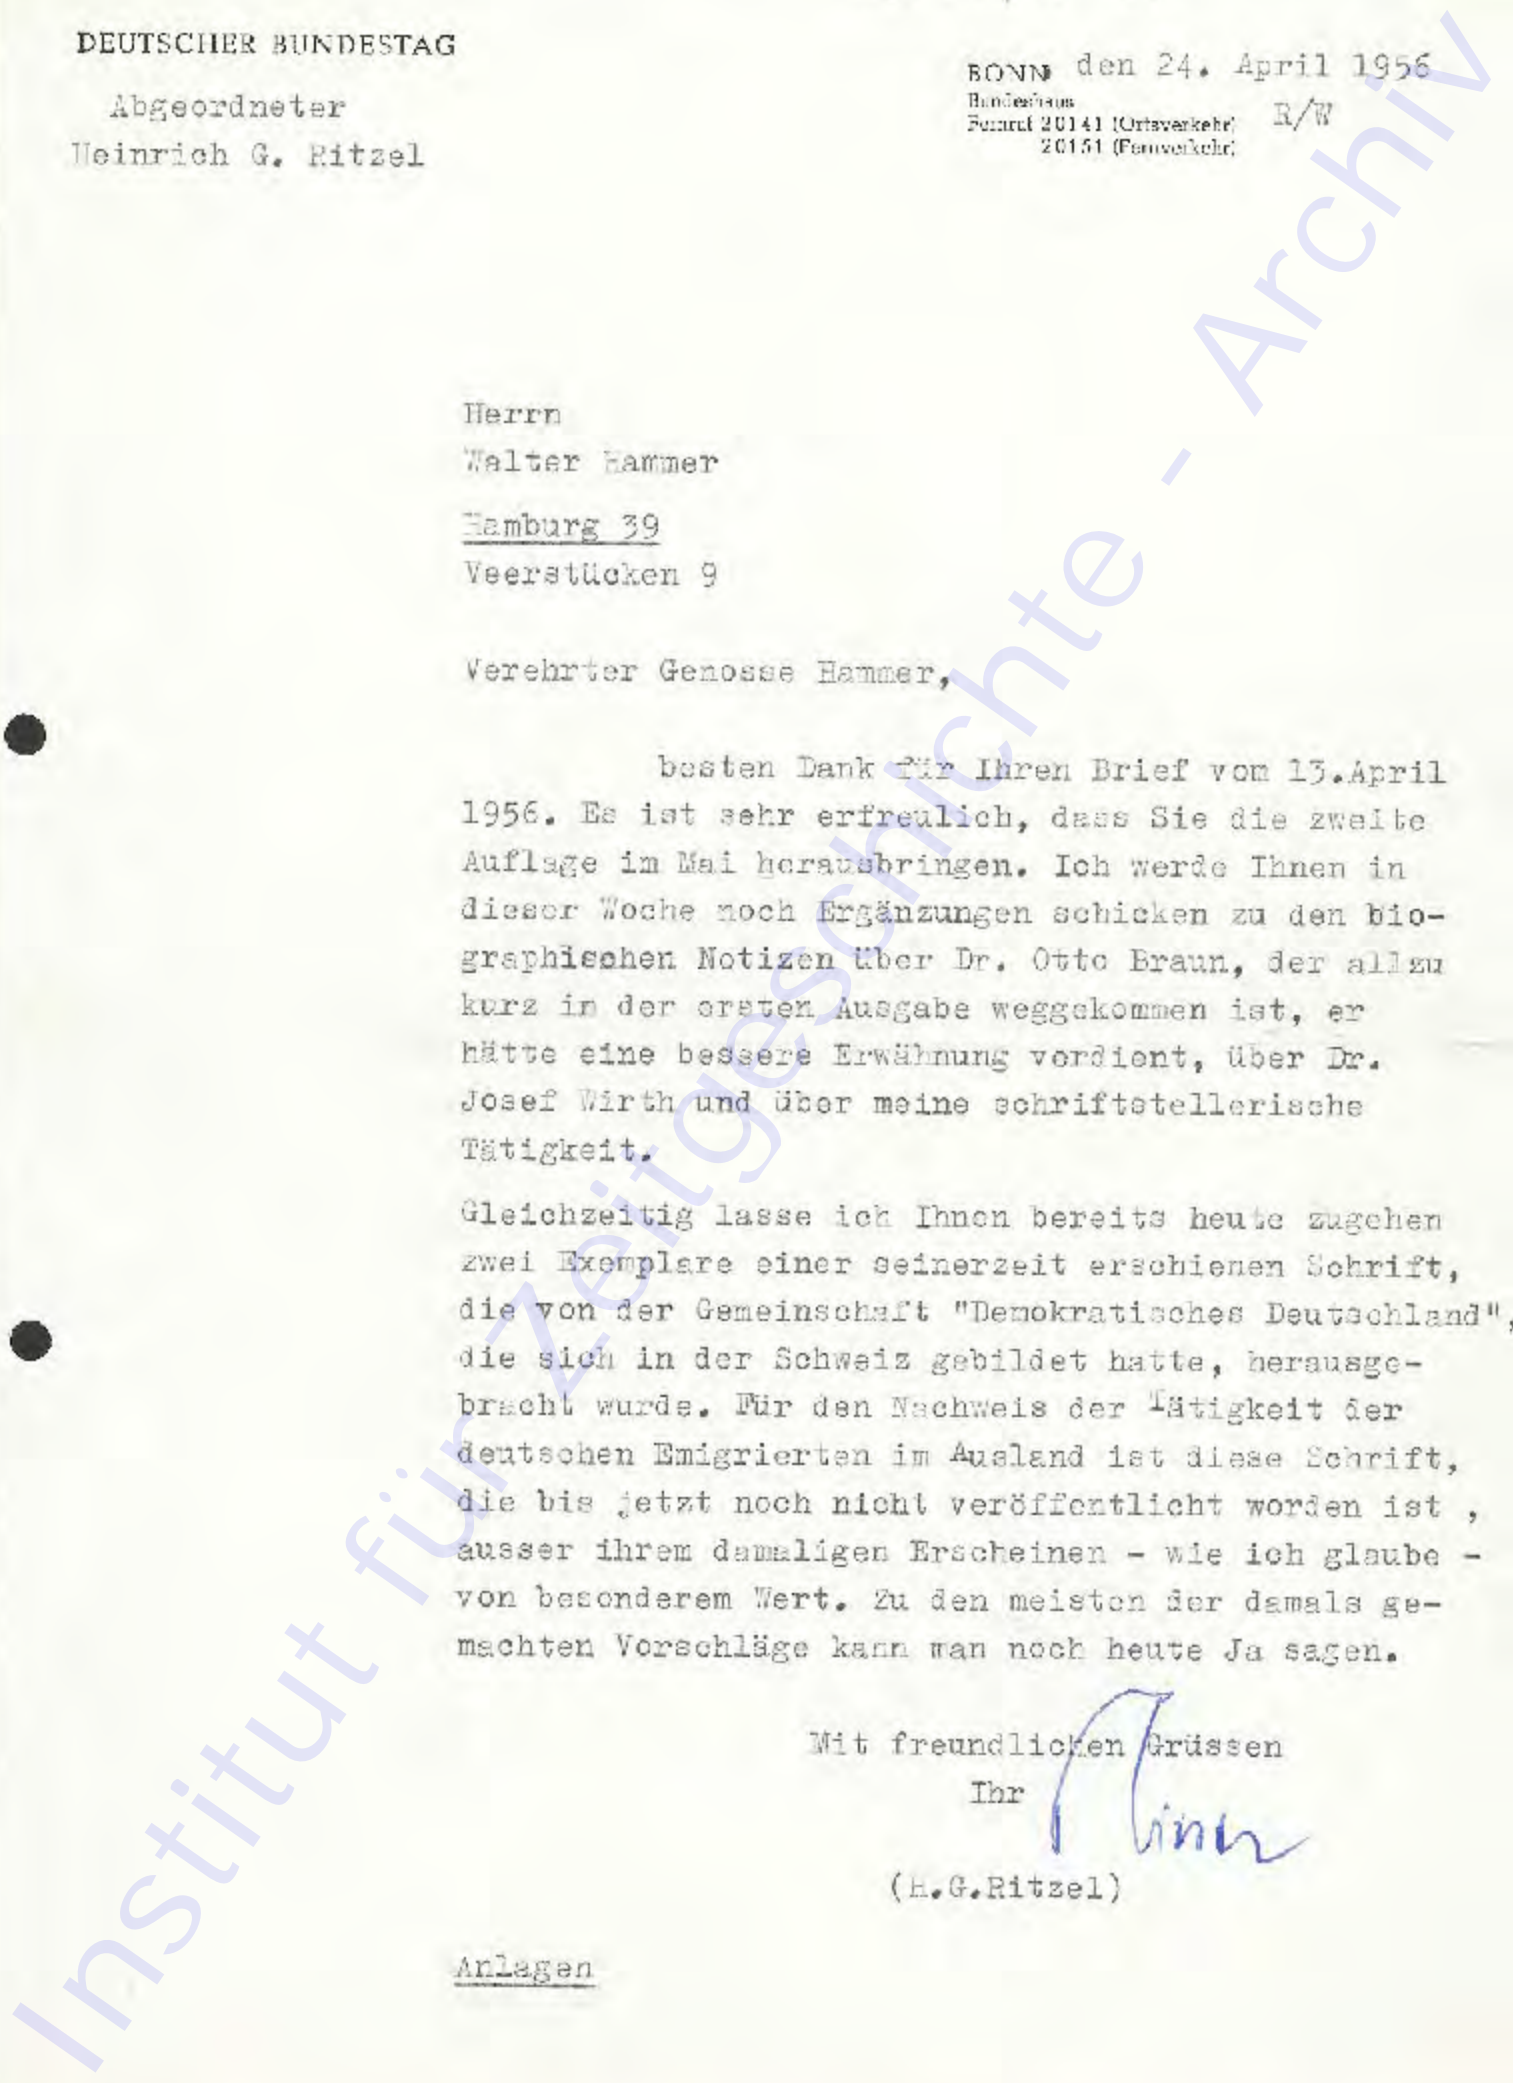 DEUTSCHER BUNDESTAG
Abgeordneter
Heinrich G. Ritzel
BONN den 24. April 1956
Bundeshaus
Fernruf 20141 (Ortsverkehr)
20151 (Fernverkehr)
R/W
Herrn
Walter Hammer
Hamburg 39
Veerstücken 9
Verehrter Genosse Hammer,
besten Dank für Ihren Brief vom 13.April
1956. Es ist sehr erfreulich, dass Sie die zweite
Auflage im Mai herausbringen. Ich werde Ihnen in
dieser Woche noch Ergänzungen schicken zu den bio-
graphischen Notizen über Dr. Otto Braun, der allzu
kurz in der ersten Ausgabe weggekommen ist, er
hätte eine bessere Erwähnung verdient, über Dr.
Josef Wirth und über meine schriftstellerische
Tätigkeit.
Gleichzeitig lasse ich Ihnen bereits heute zugehen
zwei Exemplare einer seinerzeit erschienen Schrift,
die von der Gemeinschaft "Demokratisches Deutschland",
die sich in der Schweiz gebildet hatte, herausge-
bracht wurde. Für den Nachweis der Tätigkeit der
deutschen Emigrierten im Ausland ist diese Schrift,
die bis jetzt noch nicht veröffentlicht worden ist ,
ausser ihrem damaligen Erscheinen - wie ich glaube -
von besonderem Wert. Zu den meisten der damals ge-
machten Vorschläge kann man noch heute Ja sagen.
Mit freundlichen Grüssen
Ihr
(H.G.Ritzel)
Anlagen
Institut für Zeitgeschichte - Archiv